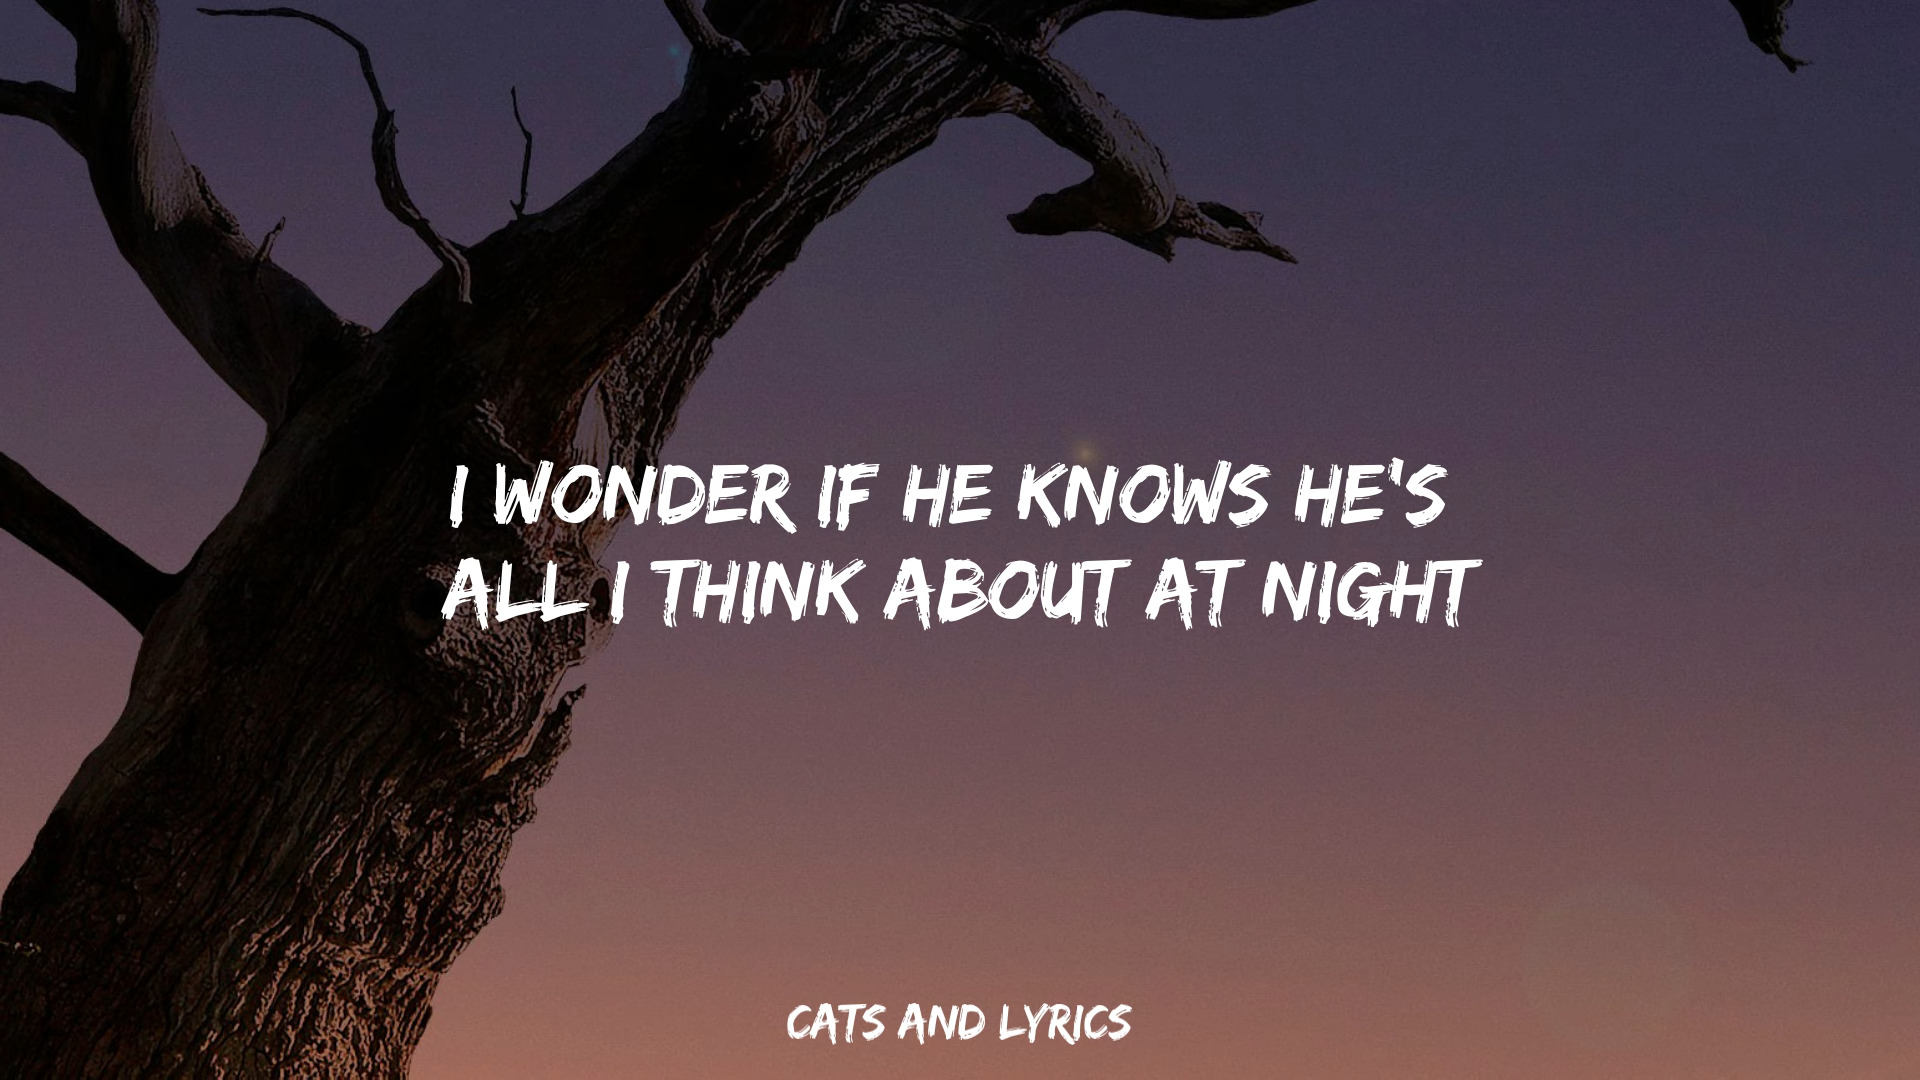 I WONDER IF HE KNOWS HE'S
ALL I THINK ABOUT AT NIGHT
CATS AND LYRICS